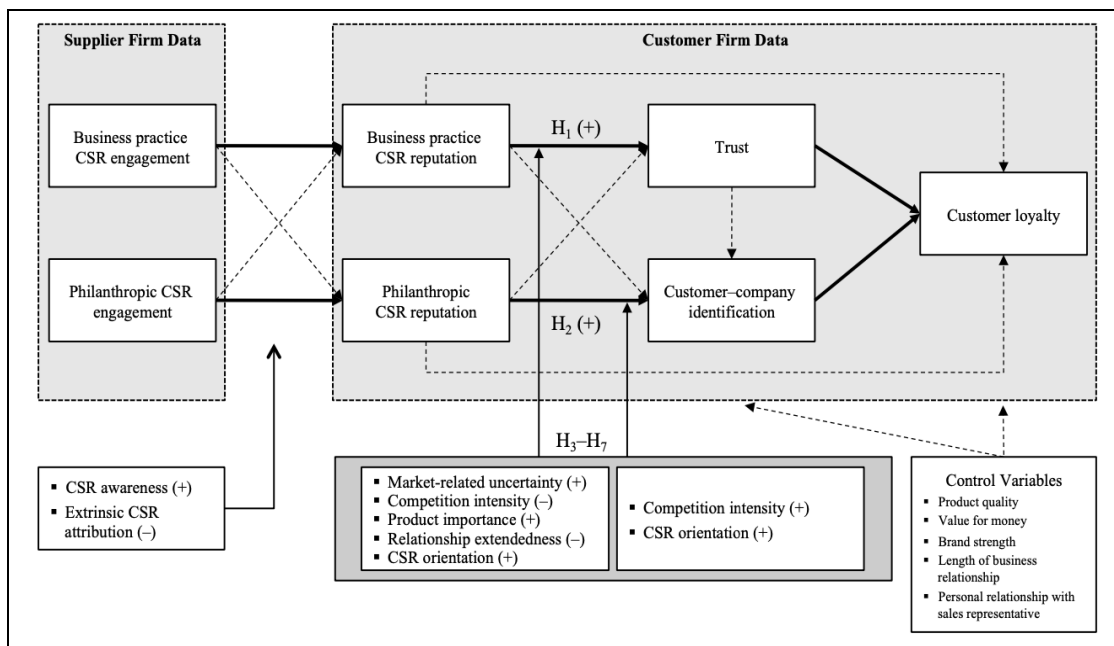 Supplier Firm Data
Customer Firm Data
Business practice
CSR engagement
Business practice
CSR reputation
H1 (+)
Trust
Customer loyalty
Philanthropic CSR
engagement
Philanthropic
CSR reputation
H2 (+)
Customer–company
identification
H3–H7
▪ CSR awareness (+)
▪ Extrinsic CSR
attribution (–)
▪ Market-related uncertainty (+)
▪ Competition intensity (–)
▪ Product importance (+)
▪ Relationship extendedness (–)
▪ CSR orientation (+)
▪ Competition intensity (+)
▪ CSR orientation (+)
Control Variables
▪ Product quality
▪ Value for money
▪ Brand strength
▪ Length of business
relationship
▪ Personal relationship with
sales representative